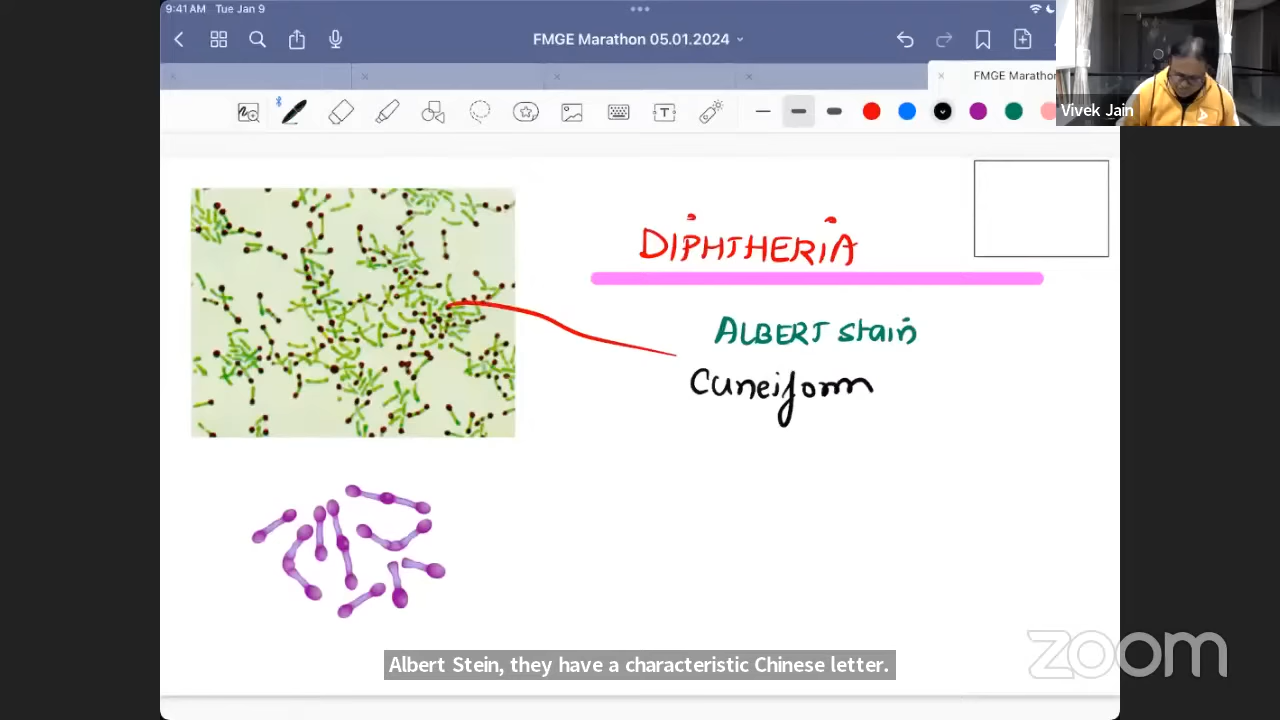 9:41 AM Tue Jan 9
FMGE Marathon 05.01.2024
FMGE Marathon
T
Vivek Jain
DIPHTHERIA
ALBERT stain
Cuneiform
Albert Stein, they have a characteristic Chinese letter.
zoom